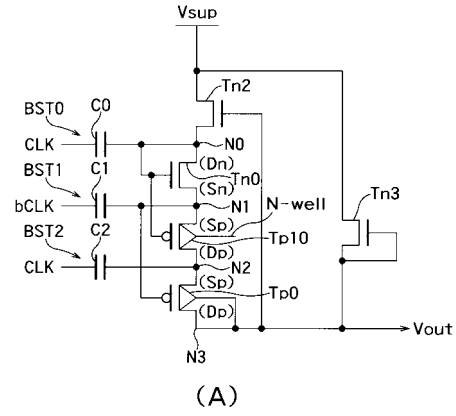 Vsup
Tn2
BST0
C0
CLK
N0
(Dn)
Tn0
(Sn)
BST1
C1
bCLK
N1
N-well
Tn3
(Sp)
Tp10
(Dp)
BST2
C2
CLK
N2
(Sp)
Tp0
(Dp)
Vout
N3
(A)